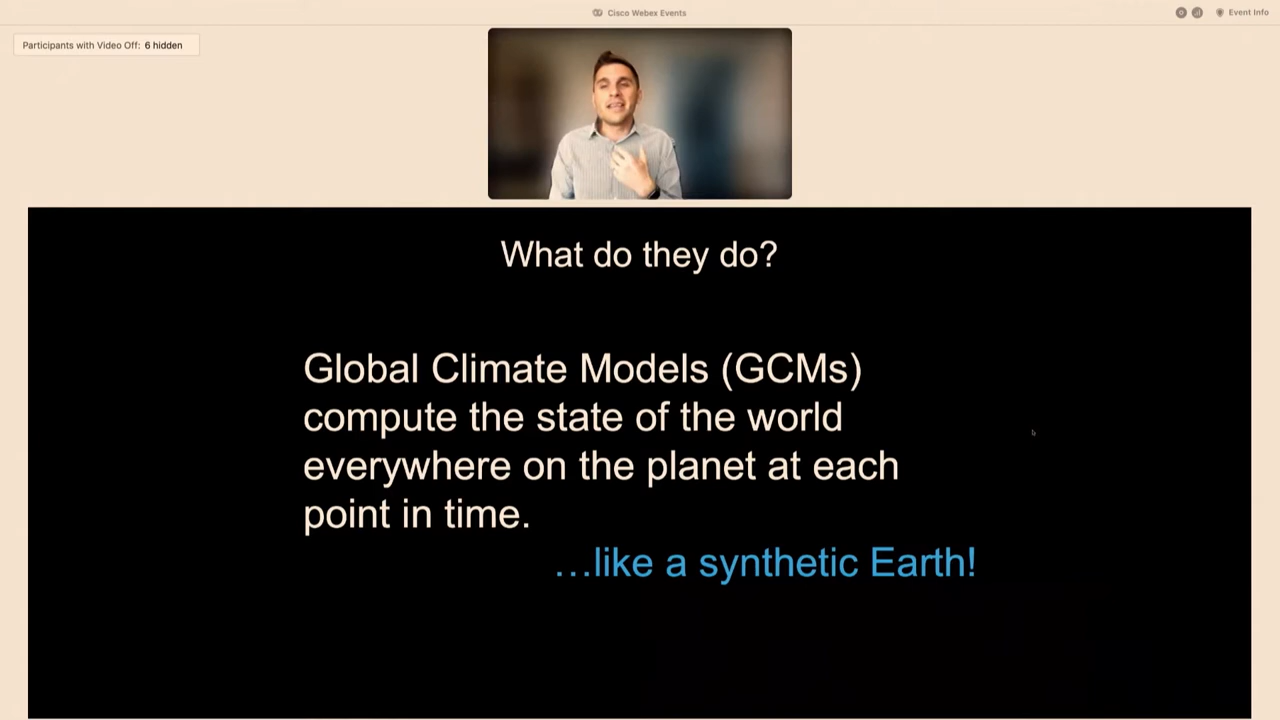 Cisco Webex Events
Event Info
Participants with Video Off: 6 hidden
What do they do?
Global Climate Models (GCMs)
compute the state of the world
everywhere on the planet at each
point in time.
…like a synthetic Earth!